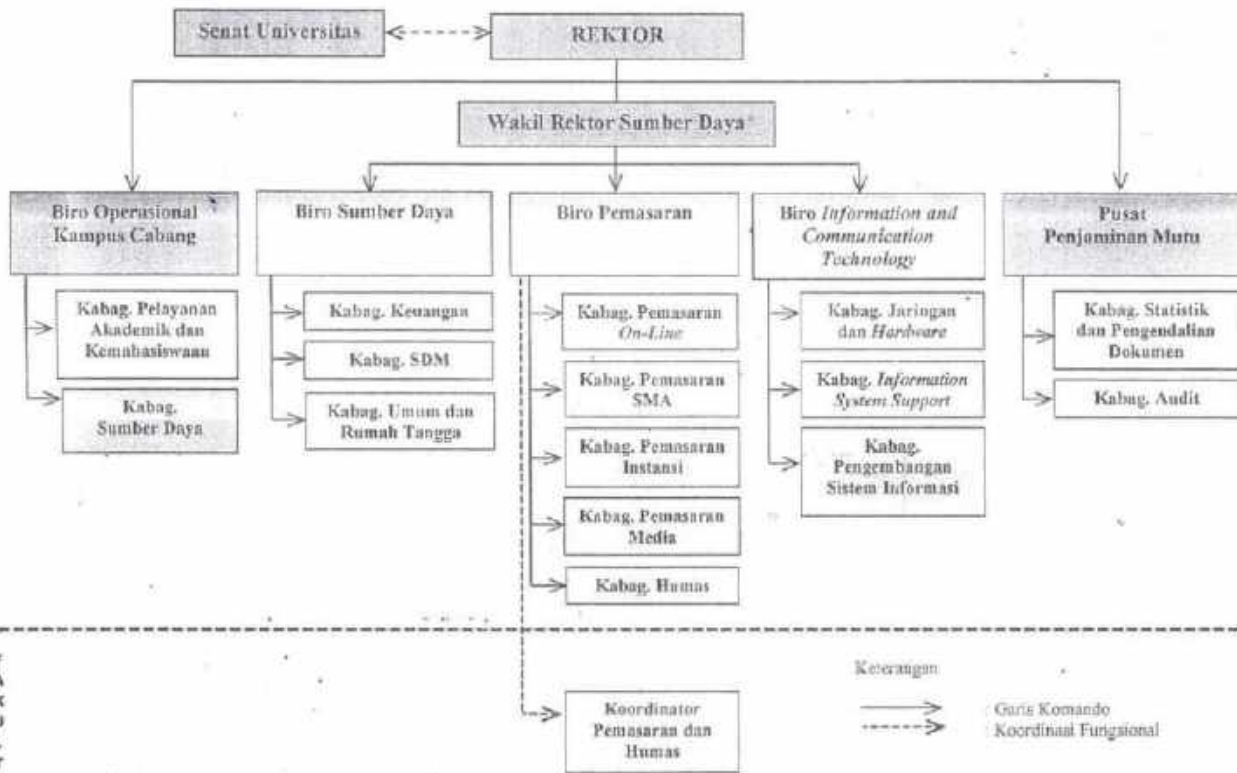 Senat Universitas
REKTOR
Wakil Rektor Sumber Daya
Biro Operasional
Kampus Cabang
Biro Sumber Daya
Biro Pemasaran
Biro Information and
Communication
Technology
Pusat
Penjaminan Mutu
Kabag. Pelayanan
Akademik dan
Kemahasiswaan
Kabag.
Sumber Daya
Kabag. Keuangan
Kabag. SDM
Kabag. Umum dan
Rumah Tangga
Kabag. Pemasaran
On-Line
Kabag. Pemasaran
SMA
Kabag. Pemasaran
Instansi
Kabag. Pemasaran
Media
Kabag. Humas
Kabag. Jaringan
dan Hardware
Kabag. Information
System Support
Kabag.
Pengembangan
Sistem Informasi
Kabag. Statistik
dan Pengendalian
Dokumen
Kabag. Audit
Koordinator
Pemasaran dan
Humas
Keterangan
: Garis Komando
: Koordinasi Fungsional